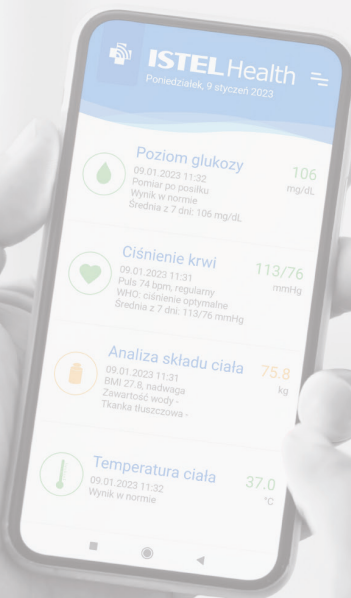 ISTEL Health
Poniedziałek, 9 styczeń 2023
Poziom glukozy
106
09.01.2023 11:32
mg/dL
Pomiar po posiłku
Wynik w normie
Średnia z 7 dni: 106 mg/dL
Ciśnienie krwi
113/76
09.01.2023 11:31
mmHg
Puls 74 bpm, regularny
WHO: ciśnienie optymalne
Średnia z 7 dni: 113/76 mmHg
Analiza składu ciała
75.8
09.01.2023 11:31
kg
BMI 27.8, nadwaga
Zawartość wody -
Tkanka tłuszczowa -
Temperatura ciała
37.0
09.01.2023 11:32
°C
Wynik w normie